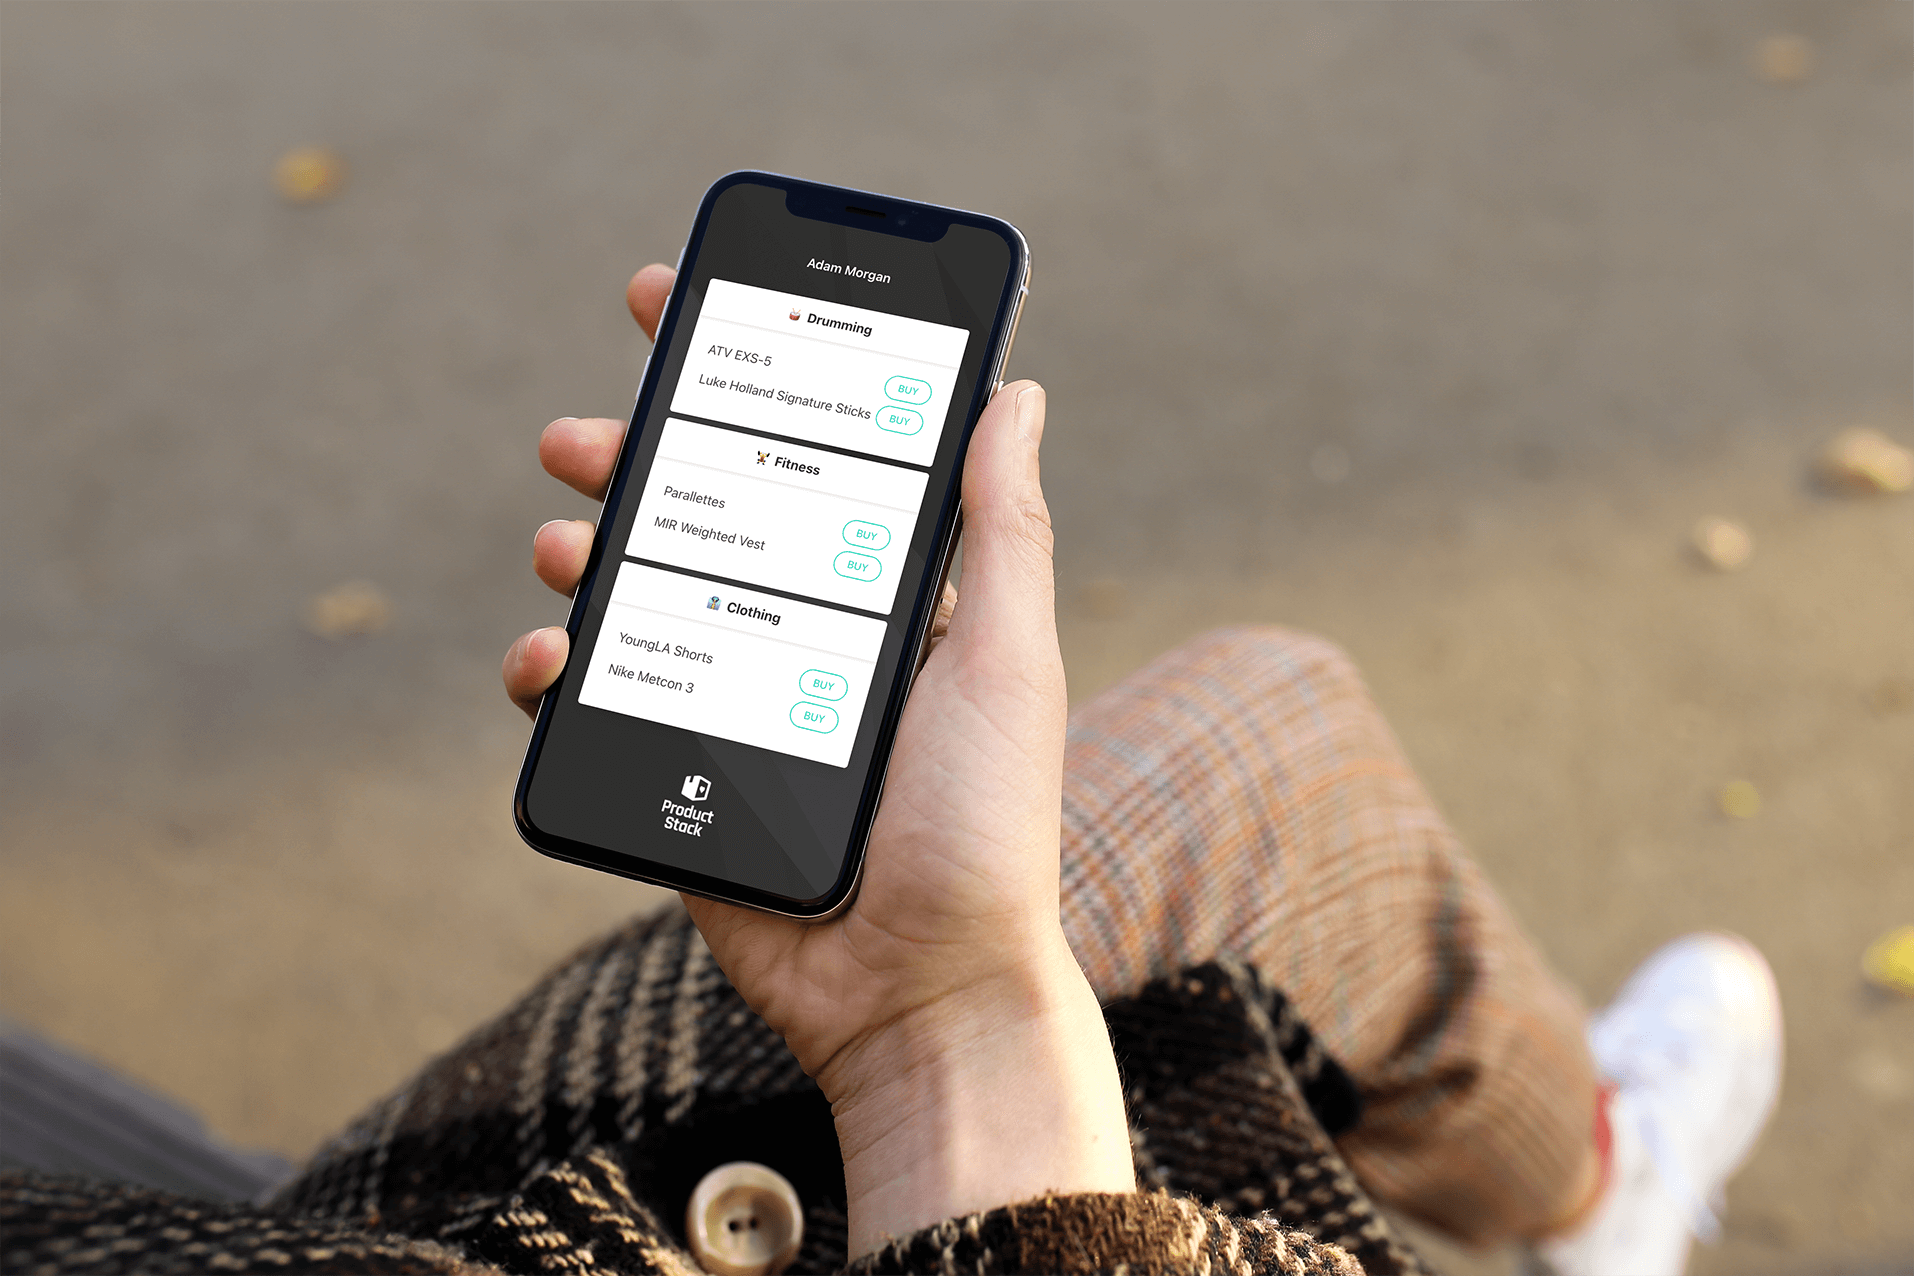 Adam Morgan
Drumming
ATV EXS-5
BUY
Luke Holland Signature Sticks
BUY
Fitness
Parallettes
BUY
MIR Weighted Vest
BUY
Clothing
YoungLA Shorts
BUY
Nike Metcon 3
BUY
Product
Stack